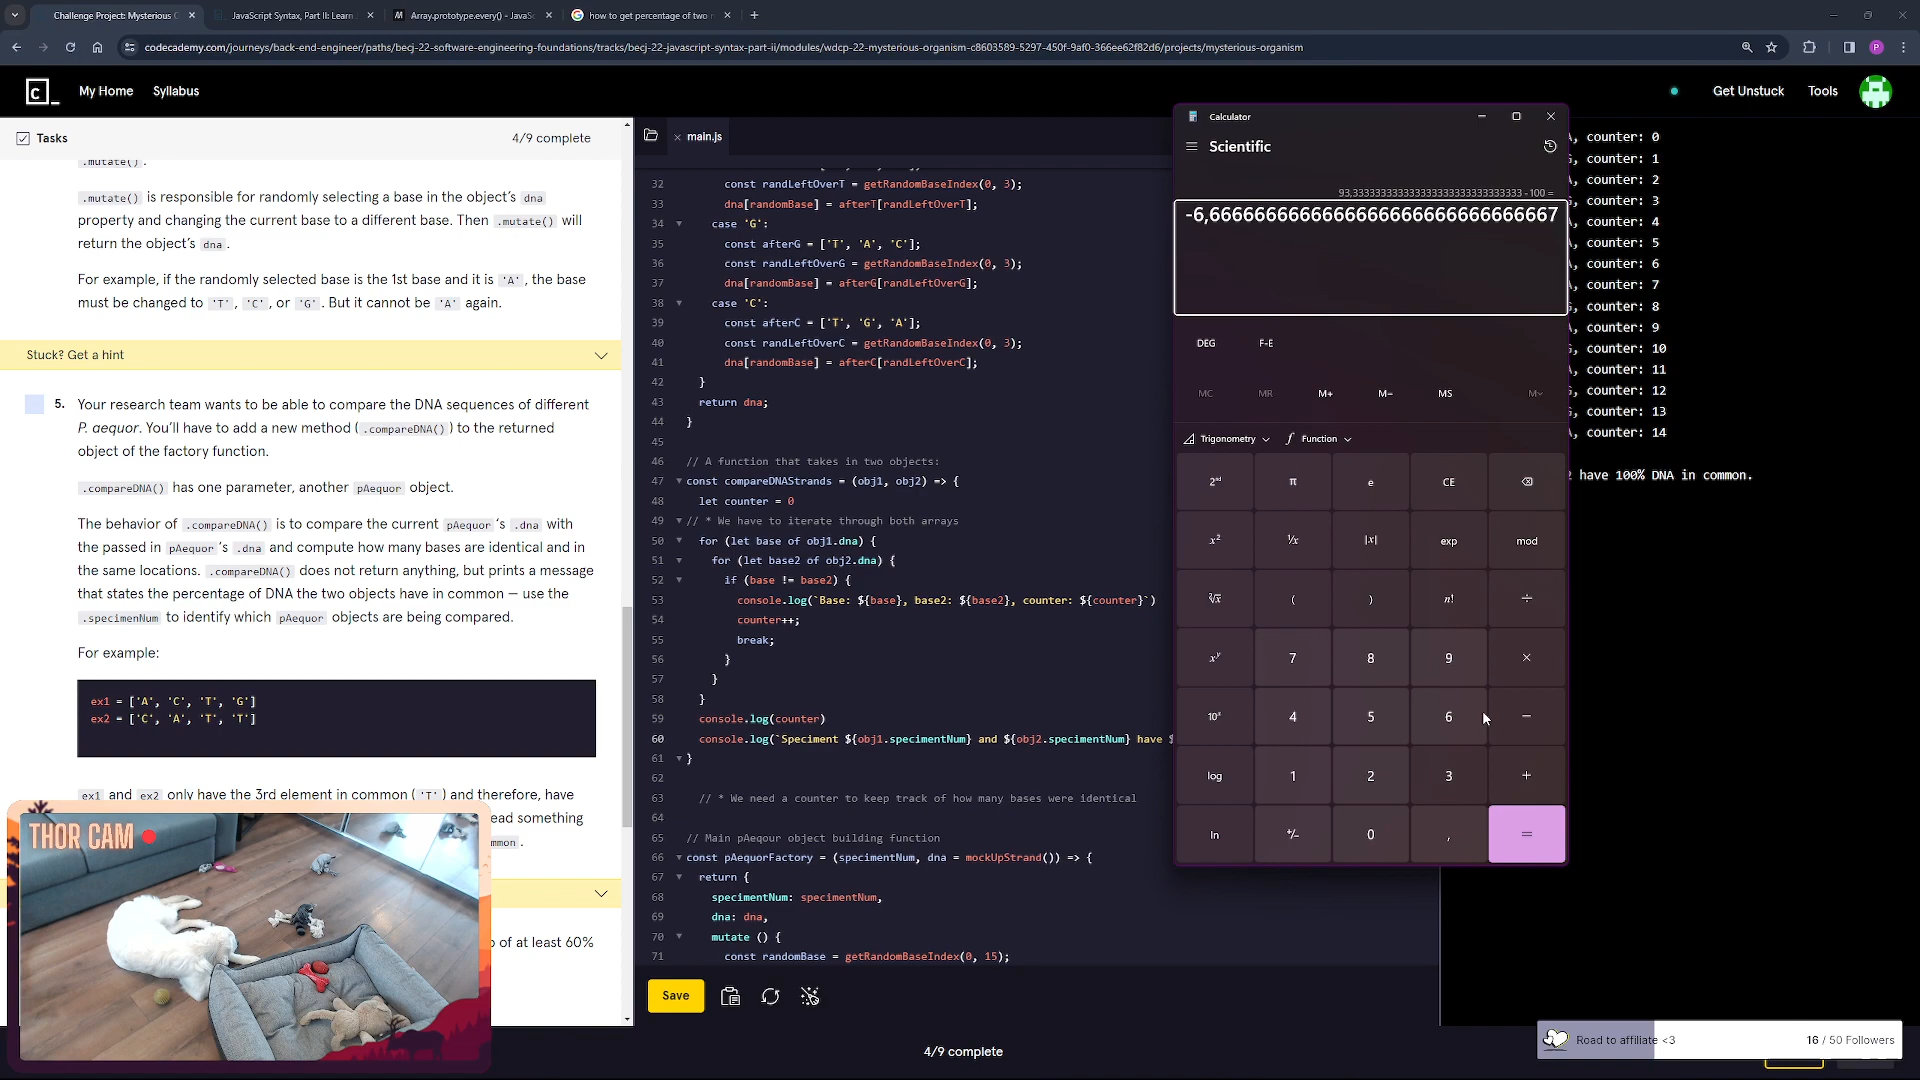 Challenge Project: Mysterious
JavaScript Syntax, Part II: Learn
Array.prototype.every() - JavaSc
how to get percentage of two
codecademy.com/journeys/back-end-engineer/paths/becj-22-software-engineering-foundations/tracks/becj-22-javascript-syntax-part-ii/modules/wdcp-22-mysterious-organism-c8603589-5297-450f-9af0-366ee62f82d6/projects/mysterious-organism
My Home
Syllabus
Get Unstuck
Tools
Tasks
4/9 complete
.mutate() .
.mutate() is responsible for randomly selecting a base in the object's dna
property and changing the current base to a different base. Then .mutate() will
return the object's dna .
For example, if the randomly selected base is the 1st base and it is 'A' , the base
must be changed to 'T' , 'C' , or 'G' . But it cannot be 'A' again.
Stuck? Get a hint
5. Your research team wants to be able to compare the DNA sequences of different
P. aequor. You'll have to add a new method ( .compareDNA() ) to the returned
object of the factory function.
.compareDNA() has one parameter, another pAequor object.
The behavior of .compareDNA() is to compare the current pAequor 's .dna with
the passed in pAequor 's .dna and compute how many bases are identical and in
the same locations. .compareDNA() does not return anything, but prints a message
that states the percentage of DNA the two objects have in common — use the
.specimenNum to identify which pAequor objects are being compared.
For example:
ex1 = ['A', 'C', 'T', 'G']
ex2 = ['C', 'A', 'T', 'T']
ex1 and ex2 only have the 3rd element in common ( 'T' ) and therefore, have
ead something
mmon .
o of at least 60%
THOR CAM
main.js
32 const randLeftOverT = getRandomBaseIndex(0, 3);
33 dna[randomBase] = afterT[randLeftOverT];
34 case 'G':
35 const afterG = ['T', 'A', 'C'];
36 const randLeftOverG = getRandomBaseIndex(0, 3);
37 dna[randomBase] = afterG[randLeftOverG];
38 case 'C':
39 const afterC = ['T', 'G', 'A'];
40 const randLeftOverC = getRandomBaseIndex(0, 3);
41 dna[randomBase] = afterC[randLeftOverC];
42 }
43 return dna;
44 }
45
46 // A function that takes in two objects:
47 const compareDNAStrands = (obj1, obj2) => {
48 let counter = 0
49 // * We have to iterate through both arrays
50 for (let base of obj1.dna) {
51 for (let base2 of obj2.dna) {
52 if (base != base2) {
53 console.log(`Base: ${base}, base2: ${base2}, counter: ${counter}`)
54 counter++;
55 break;
56 }
57 }
58 }
59 console.log(counter)
60 console.log(`Speciment ${obj1.specimentNum} and ${obj2.specimentNum} have $
61 }
62
63 // * We need a counter to keep track of how many bases were identical
64
65 // Main pAeqour object building function
66 const pAequorFactory = (specimentNum, dna = mockUpStrand()) => {
67 return {
68 specimentNum: specimentNum,
69 dna: dna,
70 mutate () {
71 const randomBase = getRandomBaseIndex(0, 15);
Save
4/9 complete
Calculator
Scientific
-6,6666666666666666666666666666667
DEG
F-E
MC MR M+ M- MS M
Trigonometry
Function
2nd π e CE
x² ¹/x |x| exp mod
²√x ( ) n! ÷
xʸ 7 8 9 ×
10ˣ 4 5 6 −
log 1 2 3 +
ln +/- 0 , =
, counter: 0
, counter: 1
, counter: 2
, counter: 3
, counter: 4
, counter: 5
, counter: 6
, counter: 7
, counter: 8
, counter: 9
, counter: 10
, counter: 11
, counter: 12
, counter: 13
, counter: 14
have 100% DNA in common.
Road to affiliate <3
16 / 50 Followers